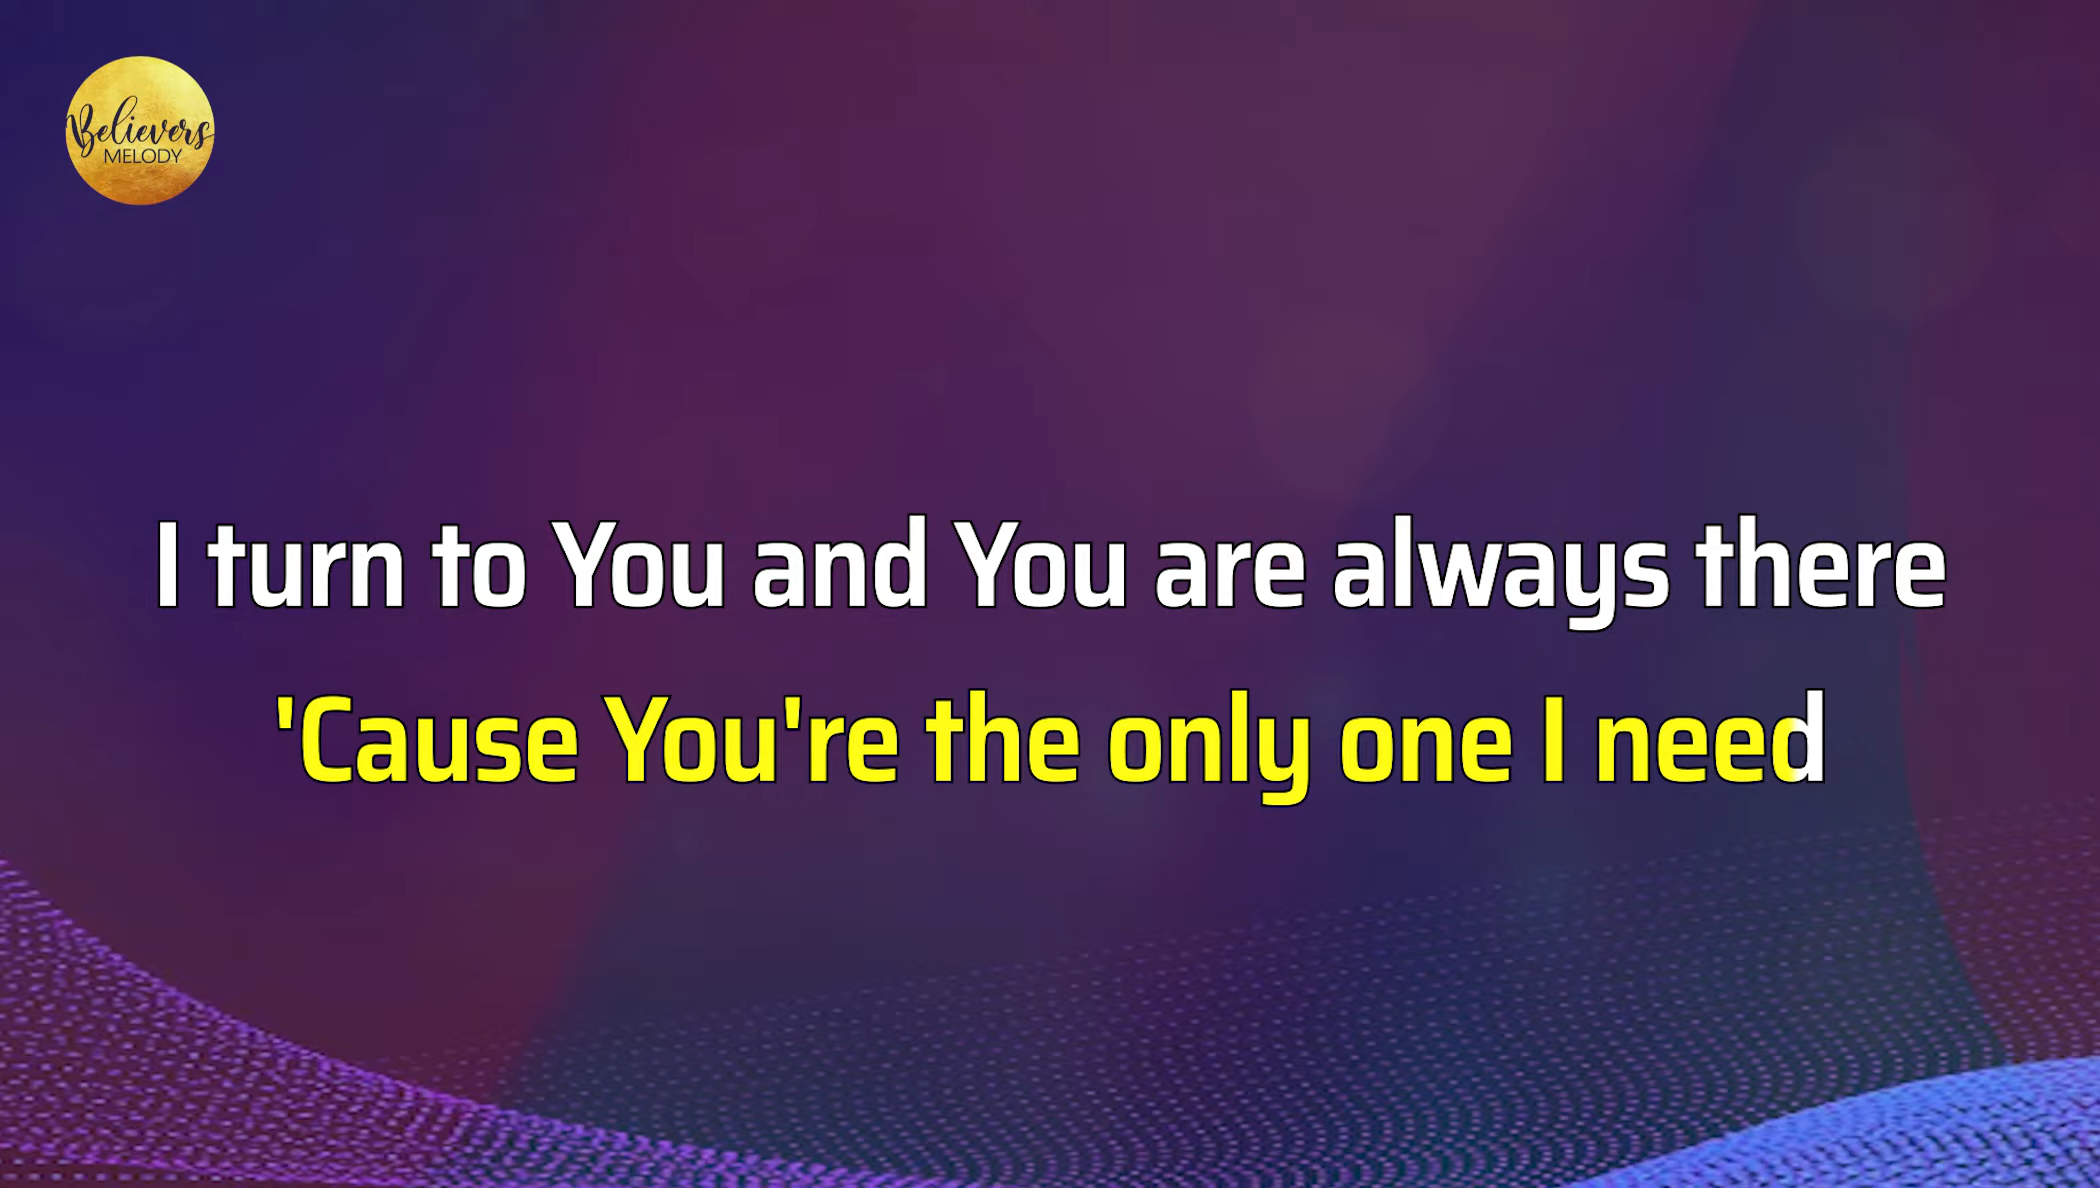 Believers
MELODY
I turn to You and You are always there
'Cause You're the only one I need